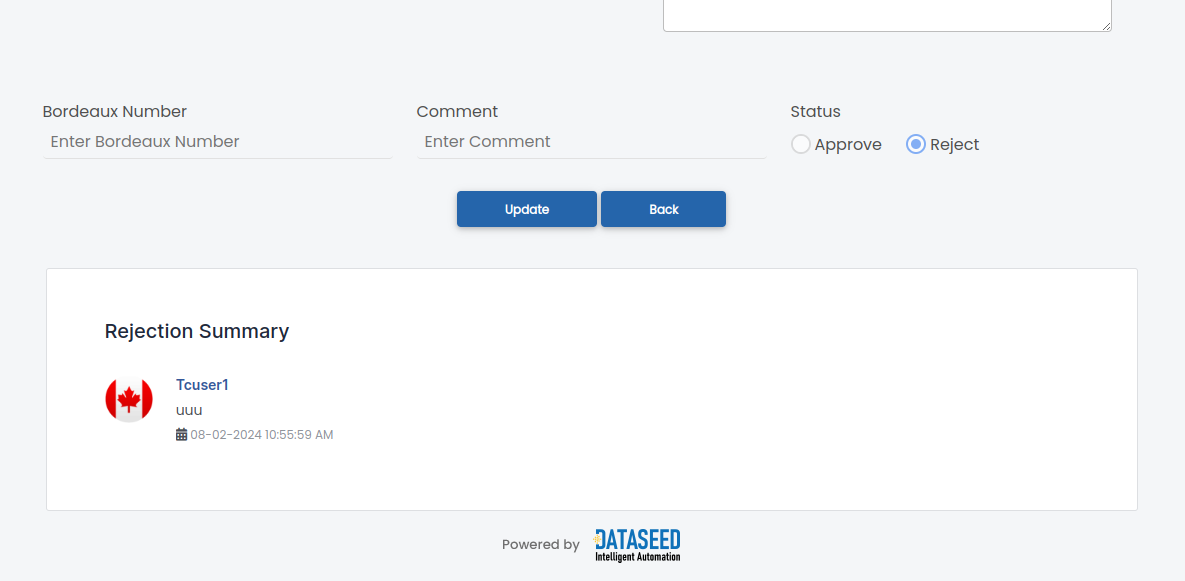 Bordeaux Number Comment Status
Enter Bordeaux Number Enter Comment Approve Reject
Update Back
Rejection Summary
Tcuser1
uuu
08-02-2024 10:55:59 AM
Powered by DATASEED
Intelligent Automation